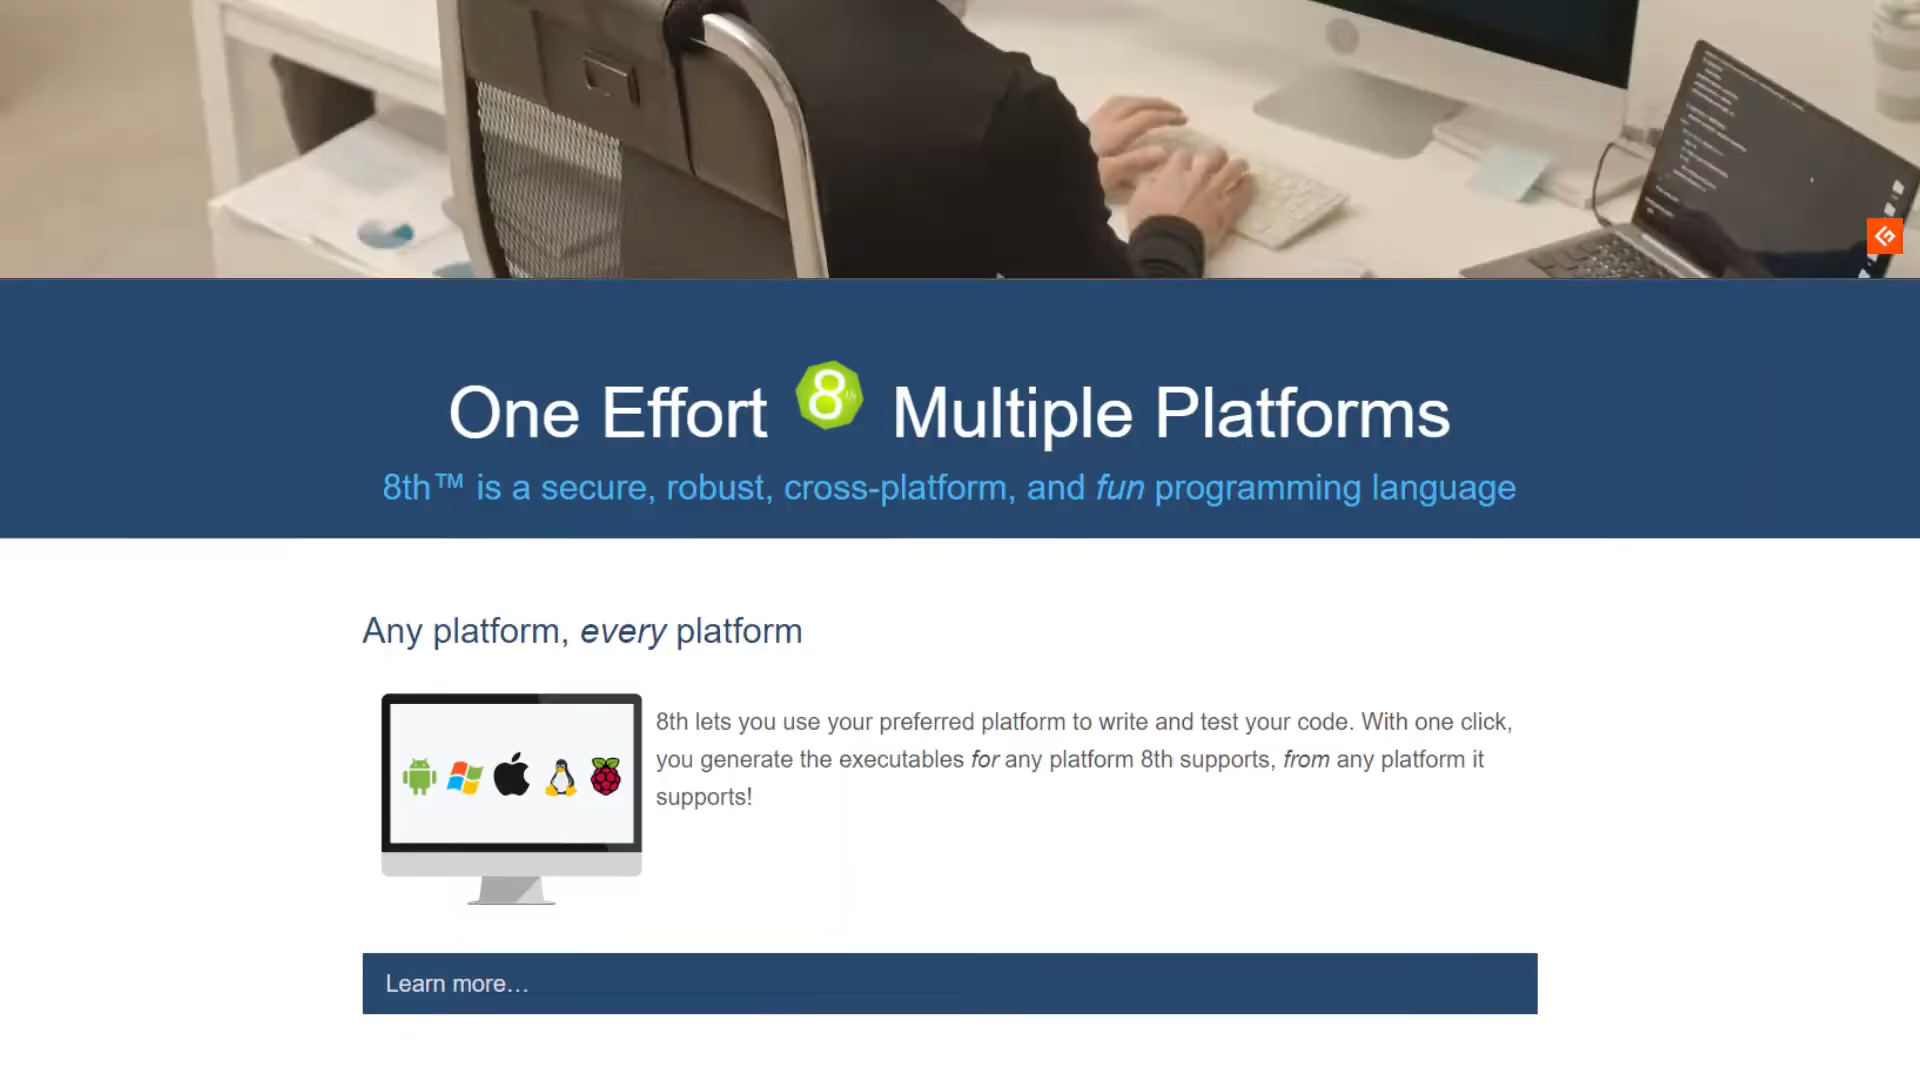 One Effort 8th Multiple Platforms
8th™ is a secure, robust, cross-platform, and fun programming language
Any platform, every platform
8th lets you use your preferred platform to write and test your code. With one click,
you generate the executables for any platform 8th supports, from any platform it
supports!
Learn more…